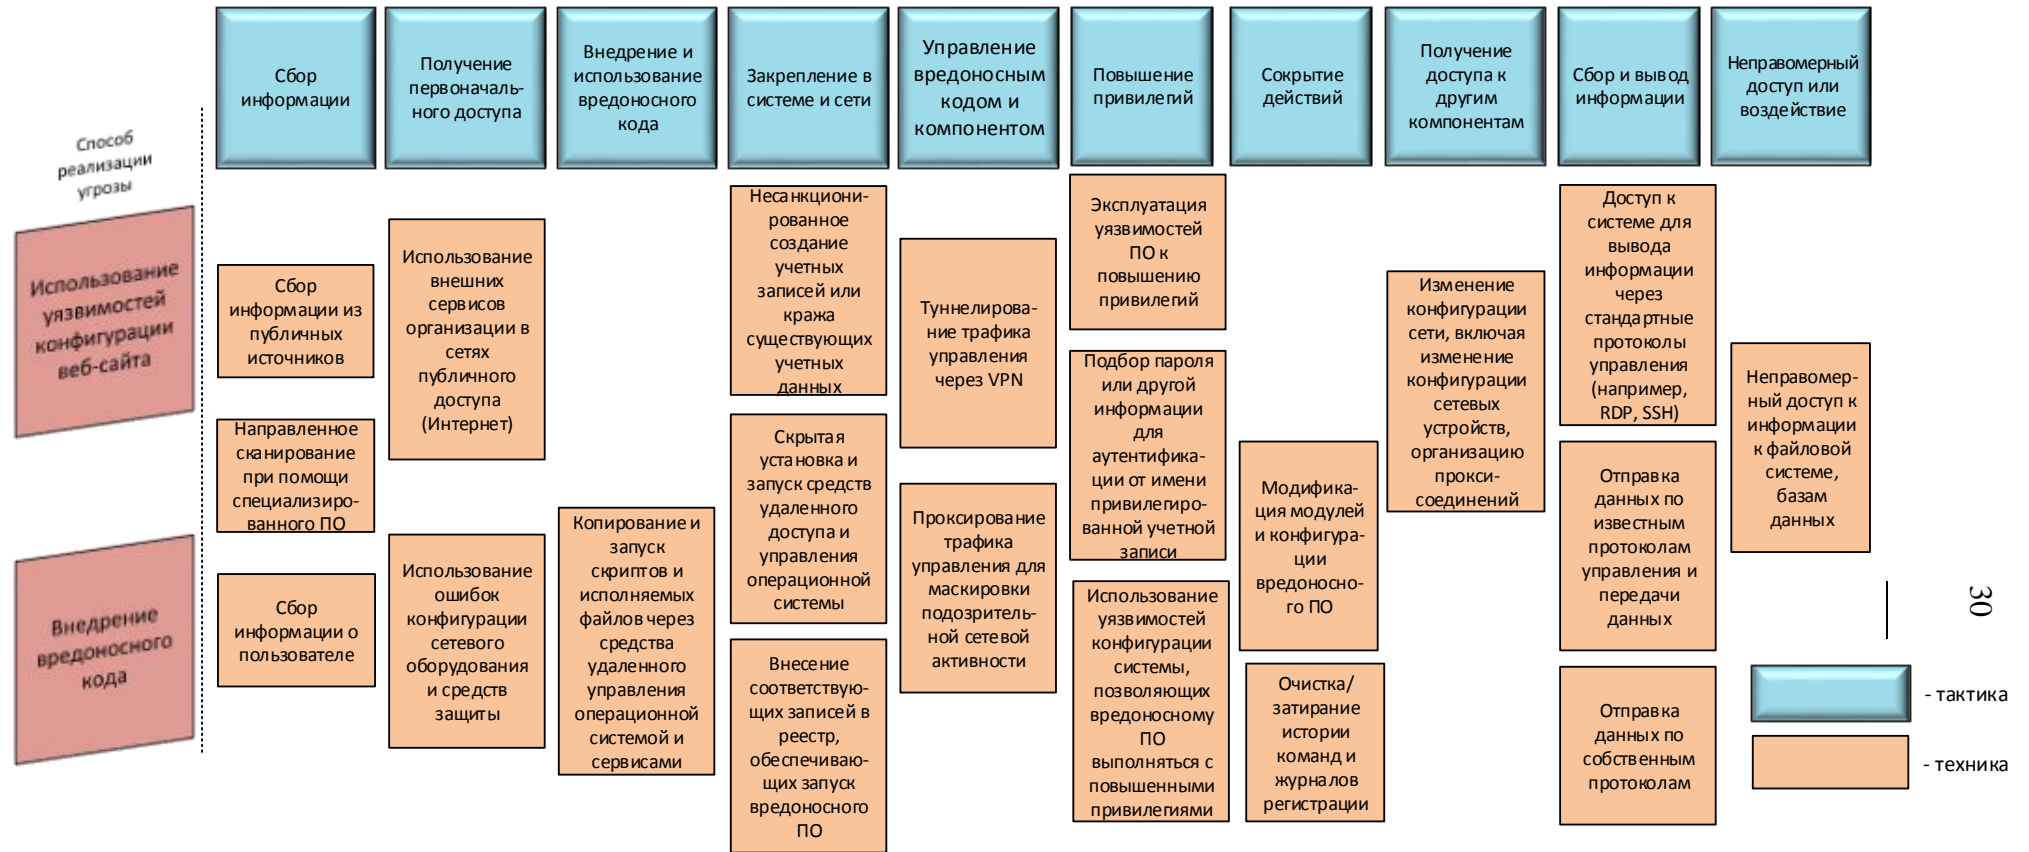 Сбор
информации
Получение
первоначаль-
ного доступа
Внедрение и
использование
вредоносного
кода
Закрепление в
системе и сети
Управление
вредоносным
кодом и
компонентом
Повышение
привилегий
Сокрытие
действий
Получение
доступа к
другим
компонентам
Сбор и вывод
информации
Неправомерный
доступ или
воздействие
Способ
реализации
угрозы
Использование
уязвимостей
конфигурации
веб-сайта
Внедрение
вредоносного
кода
Сбор
информации из
публичных
источников
Направленное
сканирование
при помощи
специализиро-
ванного ПО
Сбор
информации о
пользователе
Использование
внешних
сервисов
организации в
сетях
публичного
доступа
(Интернет)
Использование
ошибок
конфигурации
сетевого
оборудования
и средств
защиты
Копирование и
запуск
скриптов и
исполняемых
файлов через
средства
удаленного
управления
операционной
системой и
сервисами
Несанкциони-
рованное
создание
учетных
записей или
кража
существующих
учетных
данных
Скрытая
установка и
запуск средств
удаленного
доступа и
управления
операционной
системы
Внесение
соответствую-
щих записей в
реестр,
обеспечиваю-
щих запуск
вредоносного
ПО
Туннелирова-
ние трафика
управления
через VPN
Проксирование
трафика
управления для
маскировки
подозритель-
ной сетевой
активности
Эксплуатация
уязвимостей
ПО к
повышению
привилегий
Подбор пароля
или другой
информации
для
аутентифика-
ции от имени
привилегиро-
ванной учетной
записи
Использование
уязвимостей
конфигурации
системы,
позволяющих
вредоносному
ПО
выполняться с
повышенными
привилегиями
Модифика-
ция модулей
и конфигура-
ции
вредоносно-
го ПО
Очистка/
затирание
истории
команд и
журналов
регистрации
Изменение
конфигурации
сети, включая
изменение
конфигурации
сетевых
устройств,
организацию
прокси-
соединений
Доступ к
системе для
вывода
информации
через
стандартные
протоколы
управления
(например,
RDP, SSH)
Отправка
данных по
известным
протоколам
управления и
передачи
данных
Отправка
данных по
собственным
протоколам
Неправомер-
ный доступ к
информации
к файловой
системе,
базам
данных
30
- тактика
- техника